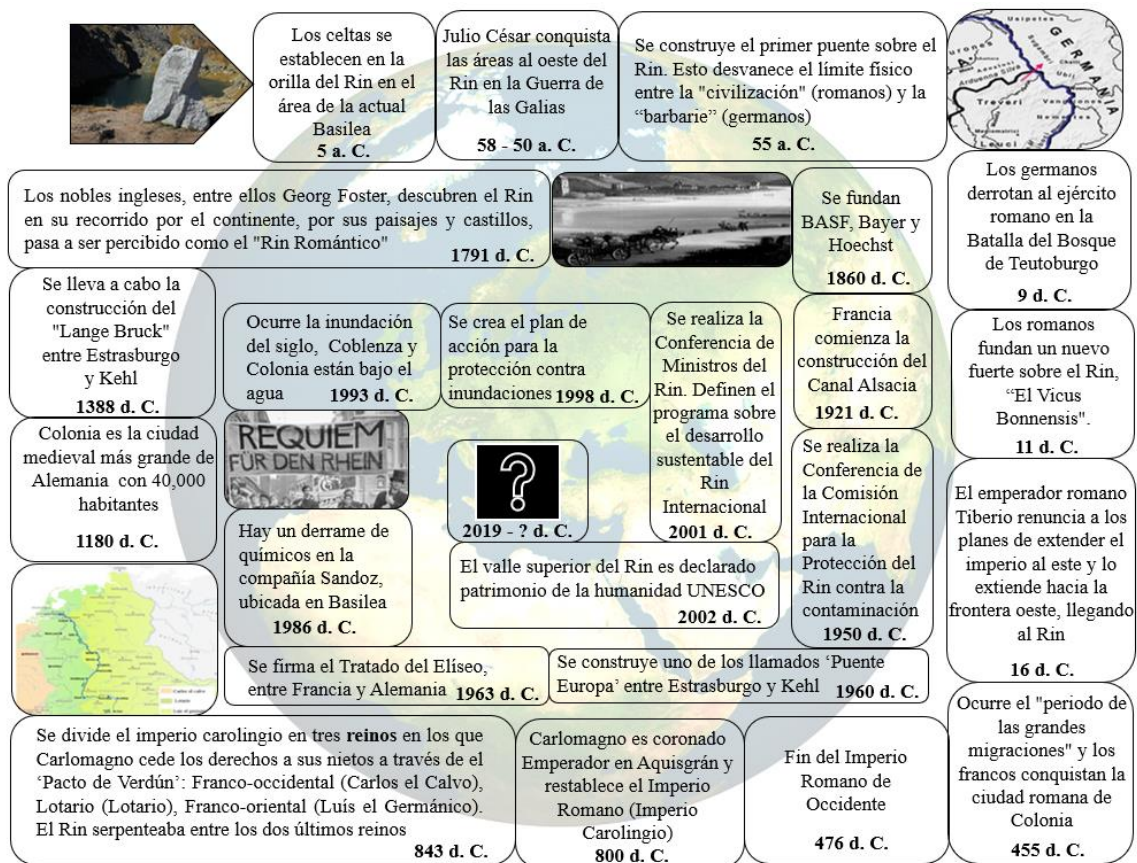 Los celtas se
establecen en la
orilla del Rin en el
área de la actual
Basilea
5 a. C.
Julio César conquista
las áreas al oeste del
Rin en la Guerra de
las Galias
58 - 50 a. C.
Se construye el primer puente sobre el
Rin. Esto desvanece el límite físico
entre la "civilización" (romanos) y la
“barbarie” (germanos)
55 a. C.
GERMANIA
Treveri
Mediomatrici
Leuci
Ubii
Nemetes
Los germanos
derrotan al ejército
romano en la
Batalla del Bosque
de Teutoburgo
9 d. C.
Los romanos
fundan un nuevo
fuerte sobre el Rin,
“El Vicus
Bonnensis".
11 d. C.
El emperador romano
Tiberio renuncia a los
planes de extender el
imperio al este y lo
extiende hacia la
frontera oeste, llegando
al Rin
16 d. C.
Ocurre el "periodo de
las grandes
migraciones" y los
francos conquistan la
ciudad romana de
Colonia
455 d. C.
Fin del Imperio
Romano de
Occidente
476 d. C.
Carlomagno es coronado
Emperador en Aquisgrán y
restablece el Imperio
Romano (Imperio
Carolingio)
800 d. C.
Se divide el imperio carolingio en tres reinos en los que
Carlomagno cede los derechos a sus nietos a través de el
‘Pacto de Verdún’: Franco-occidental (Carlos el Calvo),
Lotario (Lotario), Franco-oriental (Luís el Germánico).
El Rin serpenteaba entre los dos últimos reinos
843 d. C.
Colonia es la ciudad
medieval más grande de
Alemania con 40,000
habitantes
1180 d. C.
Se lleva a cabo la
construcción del
"Lange Bruck"
entre Estrasburgo
y Kehl
1388 d. C.
Los nobles ingleses, entre ellos Georg Foster, descubren el Rin
en su recorrido por el continente, por sus paisajes y castillos,
pasa a ser percibido como el "Rin Romántico"
1791 d. C.
Se fundan
BASF, Bayer y
Hoechst
1860 d. C.
Francia
comienza la
construcción del
Canal Alsacia
1921 d. C.
Se realiza la
Conferencia de
la Comisión
Internacional
para la
Protección del
Rin contra la
contaminación
1950 d. C.
Se construye uno de los llamados ‘Puente
Europa’ entre Estrasburgo y Kehl 1960 d. C.
Se firma el Tratado del Elíseo,
entre Francia y Alemania 1963 d. C.
Hay un derrame de
químicos en la
compañía Sandoz,
ubicada en Basilea
1986 d. C.
REQUIEM
FÜR DEN RHEIN
Ocurre la inundación
del siglo, Coblenza y
Colonia están bajo el
agua 1993 d. C.
Se crea el plan de
acción para la
protección contra
inundaciones 1998 d. C.
Se realiza la
Conferencia de
Ministros del
Rin. Definen el
programa sobre
el desarrollo
sustentable del
Rin
Internacional
2001 d. C.
El valle superior del Rin es declarado
patrimonio de la humanidad UNESCO
2002 d. C.
?
2019 - ? d. C.